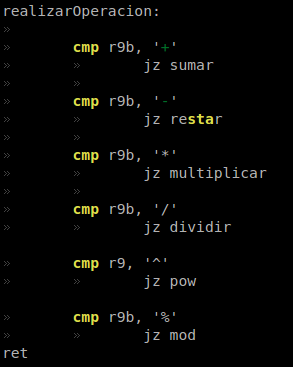 realizarOperacion:
»
» cmp r9b, '+'
» » jz sumar
» »
» cmp r9b, '-'
» » jz restar
» »
» cmp r9b, '*'
» » jz multiplicar
» »
» cmp r9b, '/'
» » jz dividir

» cmp r9, '^'
» » jz pow

» cmp r9b, '%'
» » jz mod
ret